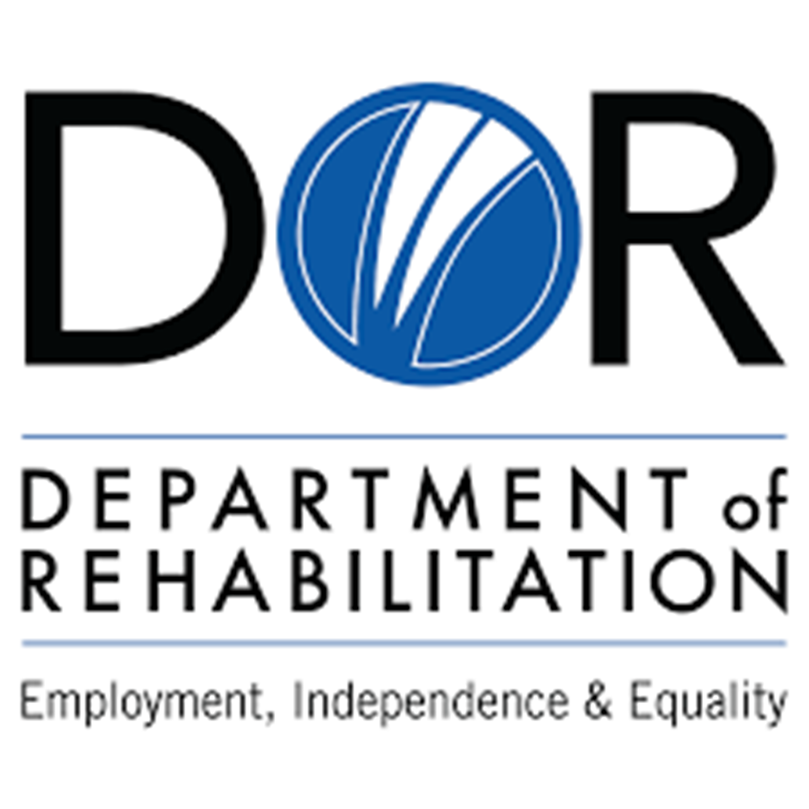 DOR
DEPARTMENT of
REHABILITATION
Employment, Independence & Equality